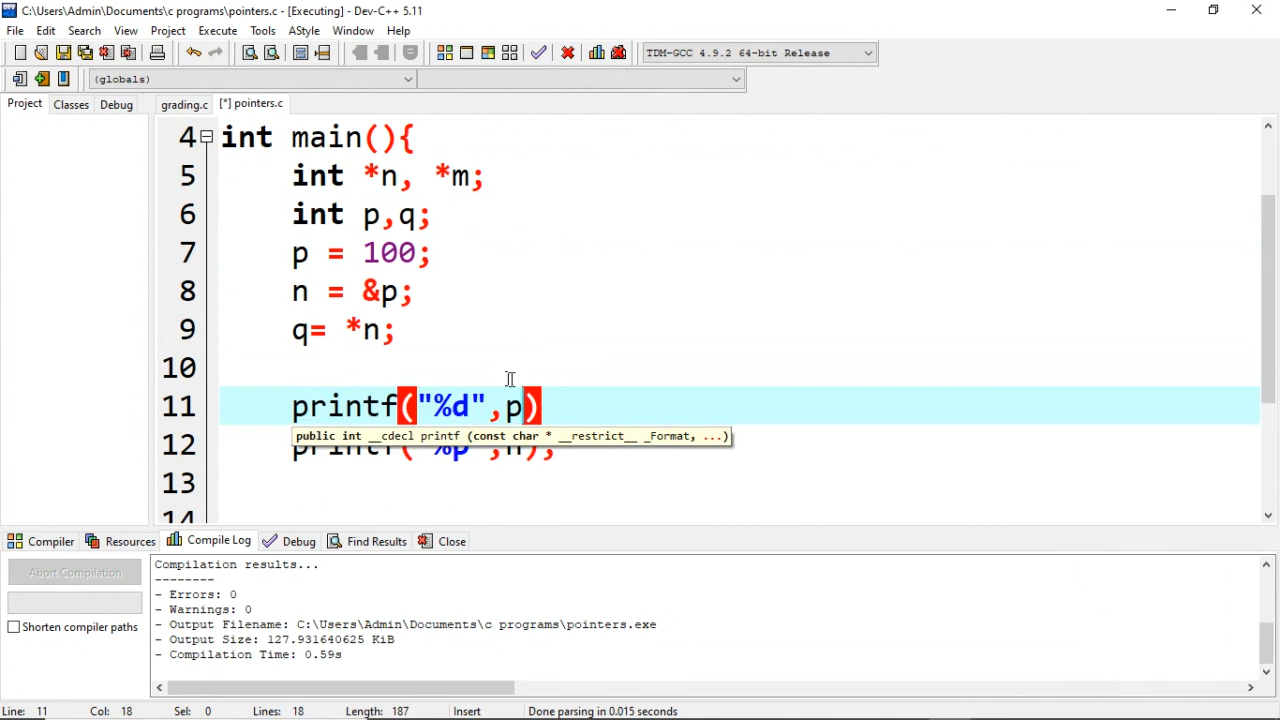 C:\Users\Admin\Documents\c programs\pointers.c - [Executing] - Dev-C++ 5.11
File Edit Search View Project Execute Tools AStyle Window Help
TDM-GCC 4.9.2 64-bit Release
(globals)
Project Classes Debug grading.c [*] pointers.c
4 int main(){
5 int *n, *m;
6 int p,q;
7 p = 100;
8 n = &p;
9 q= *n;
10
11 printf("%d",p)
public int __cdecl printf (const char * __restrict__ _Format, ...)
12 printf("%p",n);
13
14
Compiler Resources Compile Log Debug Find Results Close
Abort Compilation
Shorten compiler paths
Compilation results...
--------
- Errors: 0
- Warnings: 0
- Output Filename: C:\Users\Admin\Documents\c programs\pointers.exe
- Output Size: 127.931640625 KiB
- Compilation Time: 0.59s
Line: 11 Col: 18 Sel: 0 Lines: 18 Length: 187 Insert Done parsing in 0.015 seconds